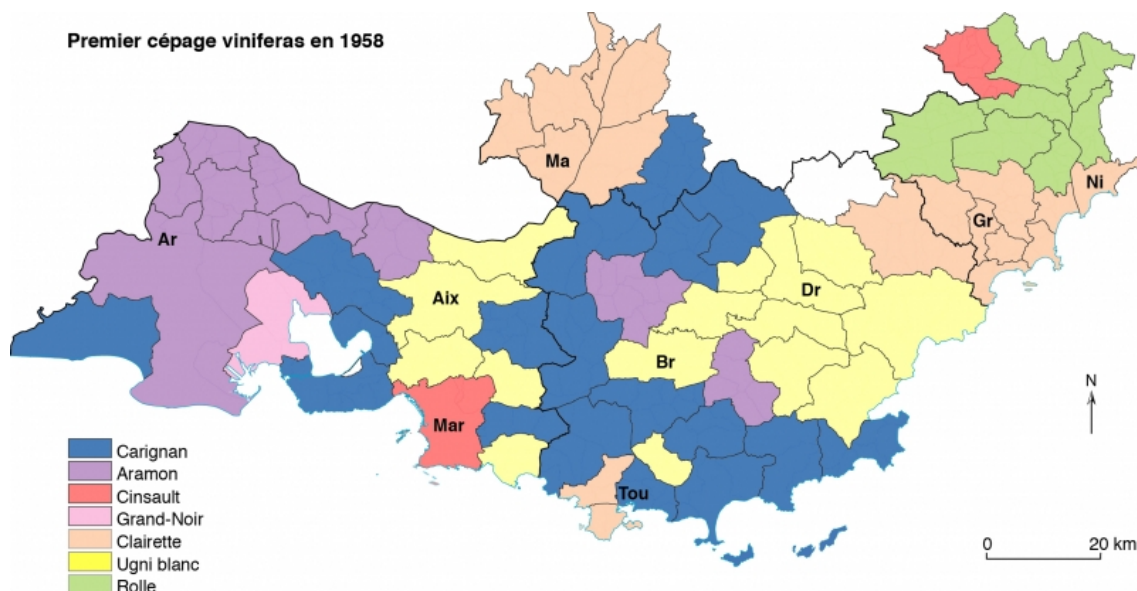 Premier cépage viniferas en 1958
Ma
Ni
Gr
Ar
Aix
Dr
Br
Mar
Tou
N
0 20 km
Carignan
Aramon
Cinsault
Grand-Noir
Clairette
Ugni blanc
Rolle